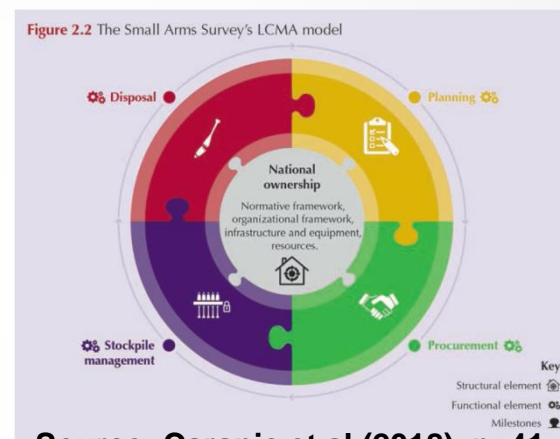 Figure 2.2 The Small Arms Survey's LCMA model
Disposal
Planning
National
ownership
Normative framework,
organizational framework,
infrastructure and equipment,
resources.
Stockpile
management
Procurement
Key
Structural element
Functional element
Milestones